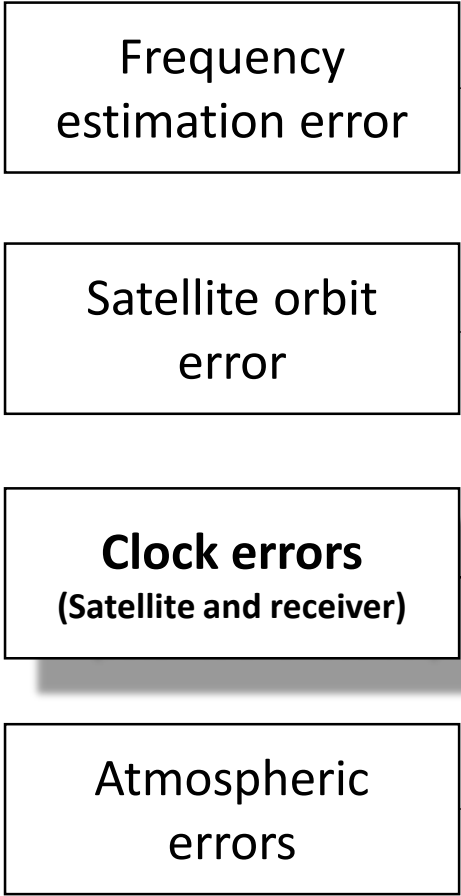 Frequency
estimation error
Satellite orbit
error
Clock errors
(Satellite and receiver)
Atmospheric
errors